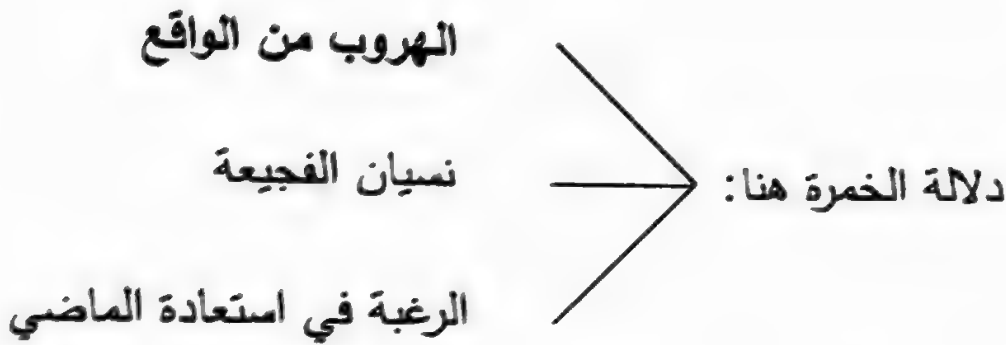 دلالة الخمرة هنا:
الهروب من الواقع
نسيان الفجيعة
الرغبة في استعادة الماضي